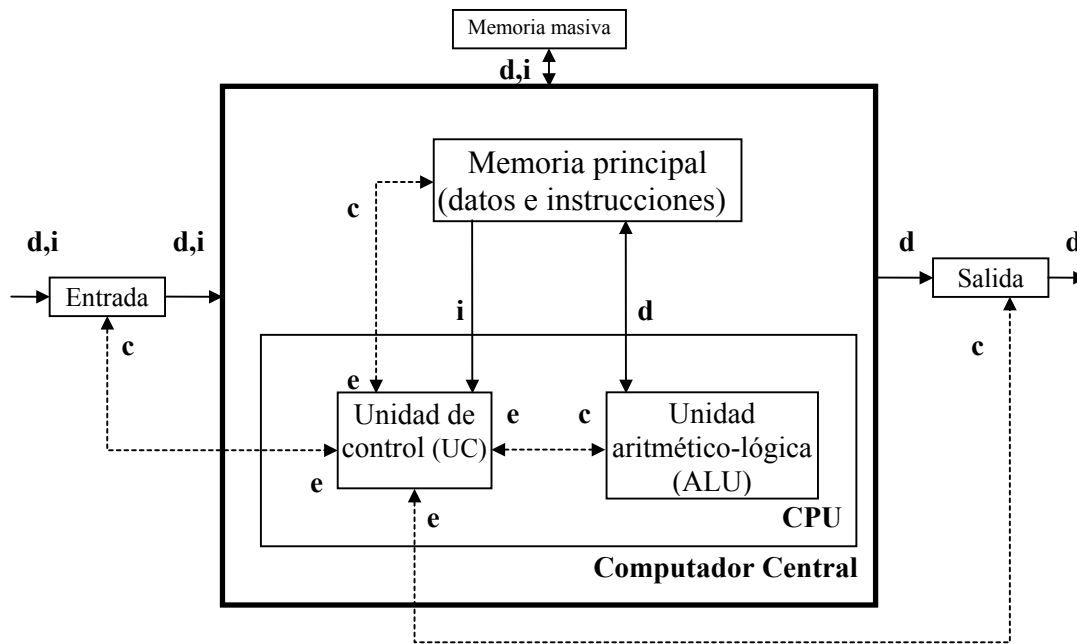 Memoria masiva
d,i
Memoria principal
(datos e instrucciones)
c
d,i
d,i
d
d
Entrada
Salida
i
d
c
c
e
Unidad de
control (UC)
e
c
Unidad
aritmético-lógica
(ALU)
e
e
CPU
Computador Central